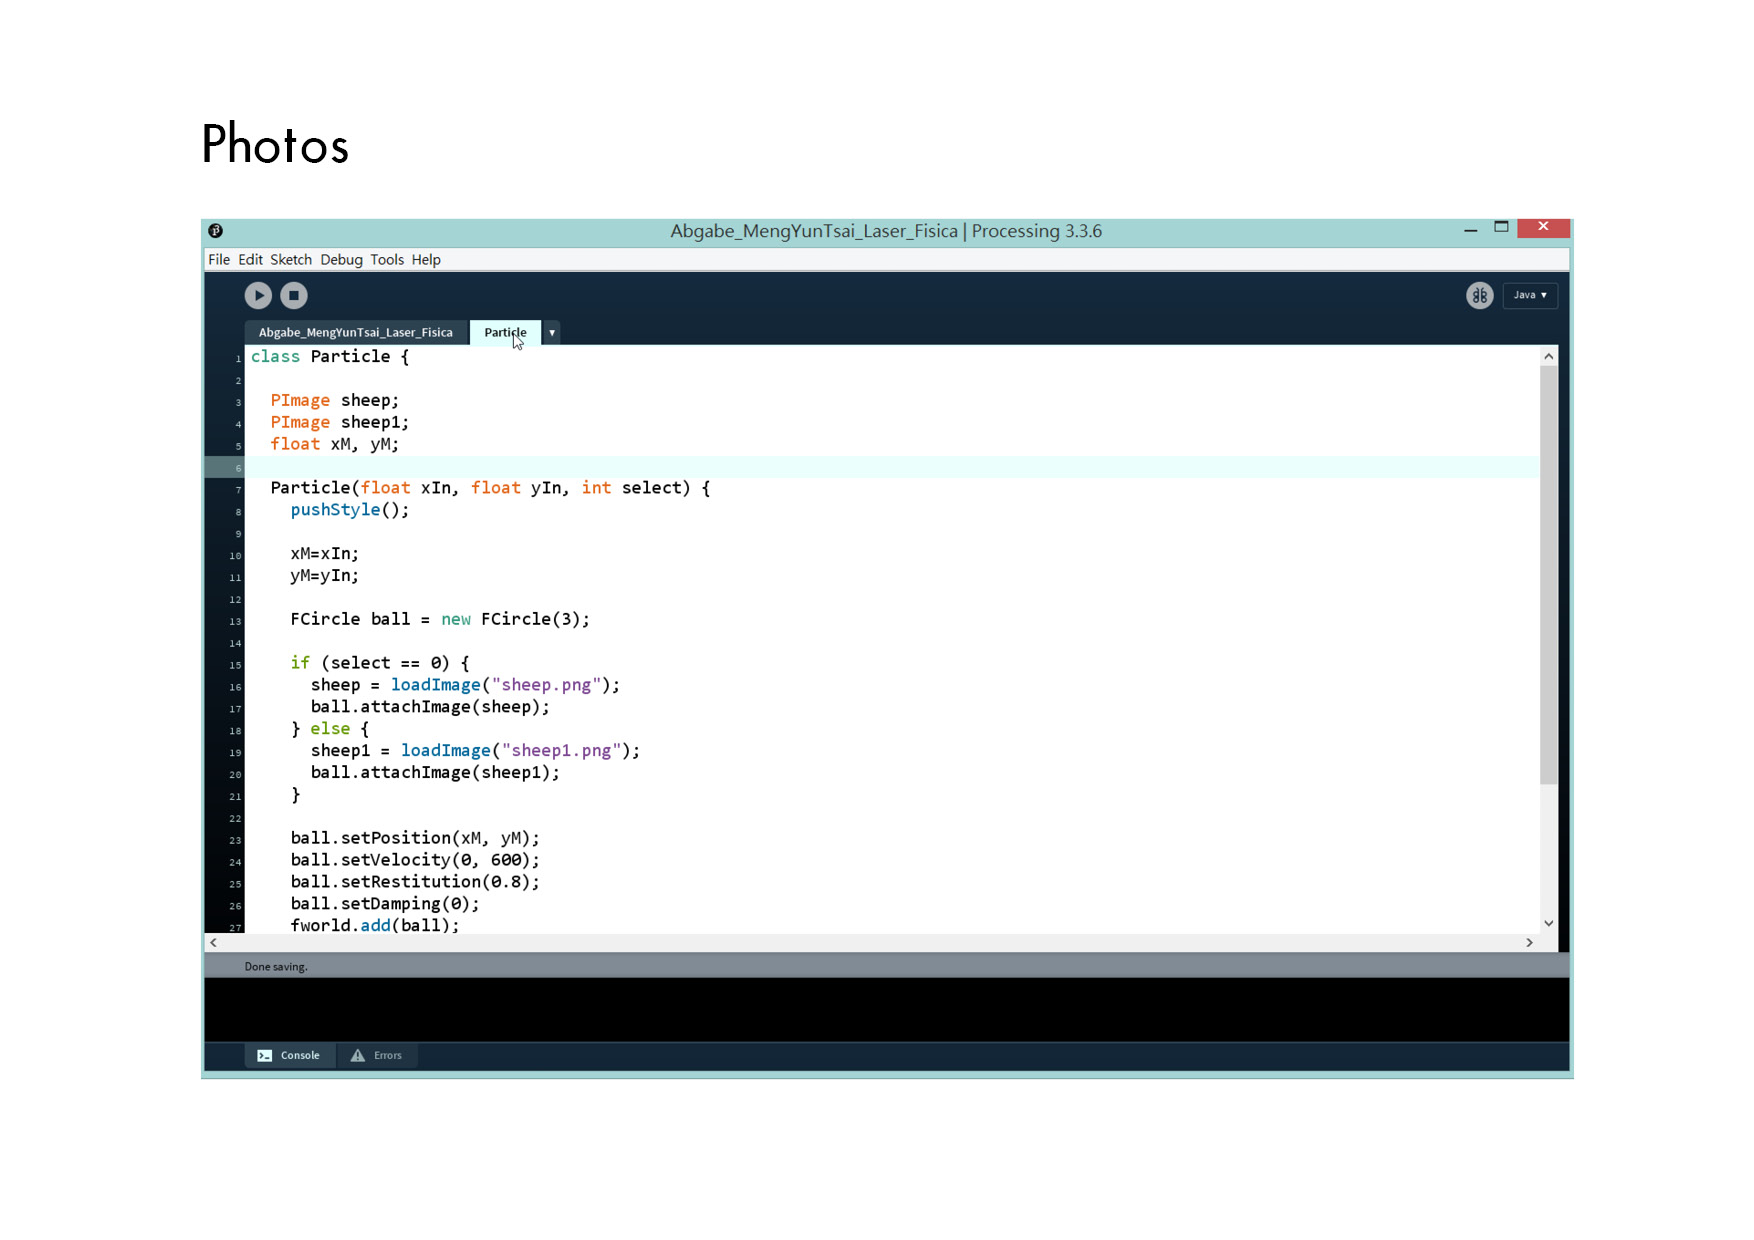 Photos
Abgabe_MengYunTsai_Laser_Fisica | Processing 3.3.6
File Edit Sketch Debug Tools Help
Java ▾
Abgabe_MengYunTsai_Laser_Fisica Particle ▾
1 class Particle {
2
3 PImage sheep;
4 PImage sheep1;
5 float xM, yM;
6
7 Particle(float xIn, float yIn, int select) {
8 pushStyle();
9
10 xM=xIn;
11 yM=yIn;
12
13 FCircle ball = new FCircle(3);
14
15 if (select == 0) {
16 sheep = loadImage("sheep.png");
17 ball.attachImage(sheep);
18 } else {
19 sheep1 = loadImage("sheep1.png");
20 ball.attachImage(sheep1);
21 }
22
23 ball.setPosition(xM, yM);
24 ball.setVelocity(0, 600);
25 ball.setRestitution(0.8);
26 ball.setDamping(0);
27 fworld.add(ball);
Done saving.
Console Errors